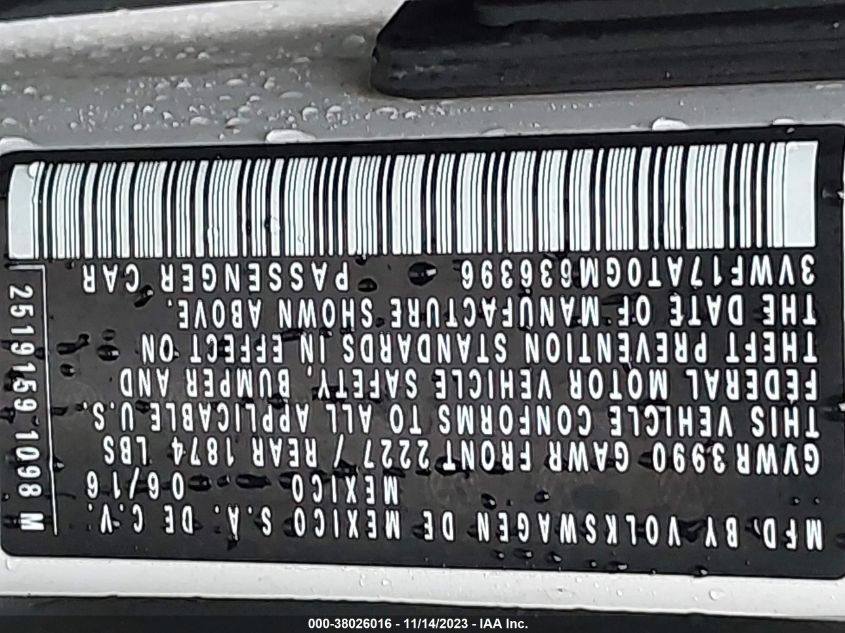 MFD. BY VOLKSWAGEN DE MEXICO S.A. DE C.V.
MEXICO 06/16
GVWR 3990 GAWR FRONT 2227 / REAR 1874 LBS
THIS VEHICLE CONFORMS TO ALL APPLICABLE U.S.
FEDERAL MOTOR VEHICLE SAFETY, BUMPER AND
THEFT PREVENTION STANDARDS IN EFFECT ON
THE DATE OF MANUFACTURE SHOWN ABOVE.
3VWF17AT0GM636396 PASSENGER CAR
2519159 1098 M
000-38026016 - 11/14/2023 - IAA Inc.